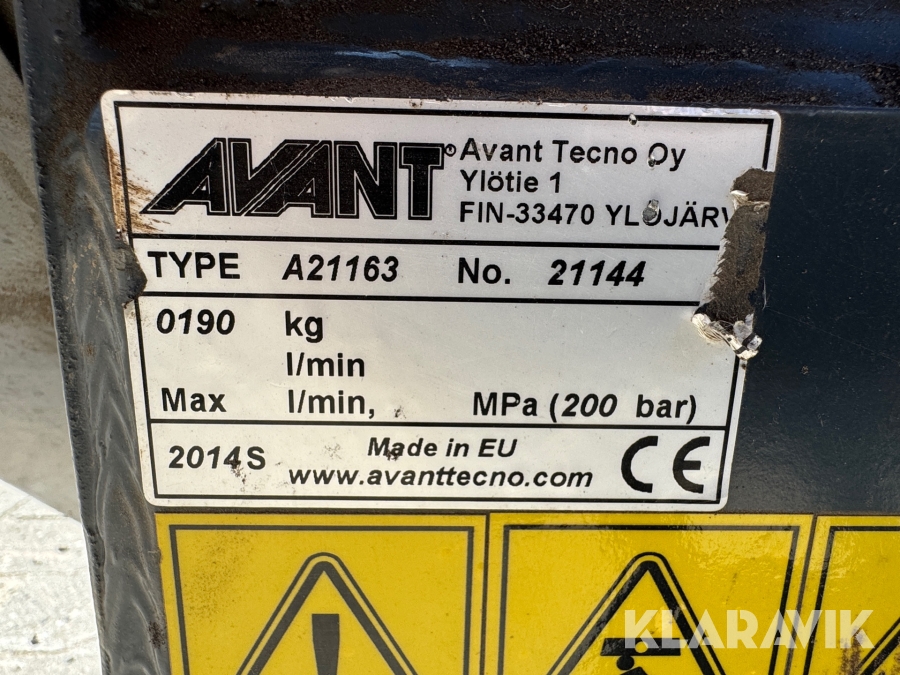 AVANT®
Avant Tecno Oy
Ylötie 1
FIN-33470 YLÖJÄRV
TYPE A21163 No. 21144
0190 kg
l/min
Max l/min, MPa (200 bar)
2014S Made in EU CE
www.avanttecno.com
KLARAVIK